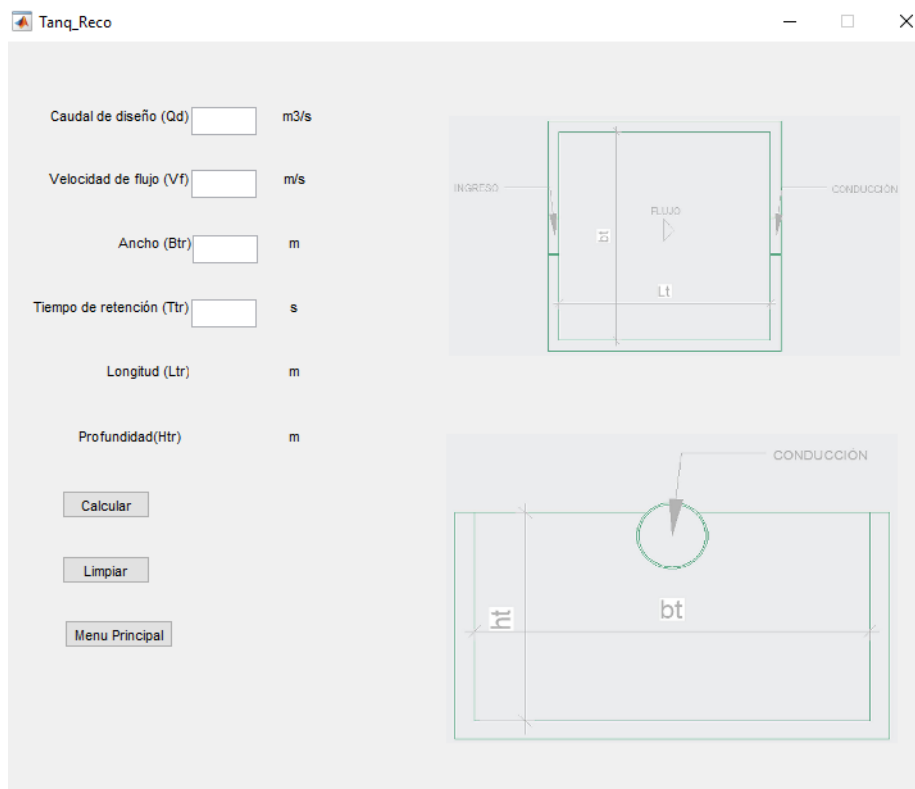 Tanq_Reco
Caudal de diseño (Qd)
m3/s
Velocidad de flujo (Vf)
m/s
Ancho (Btr)
m
Tiempo de retención (Ttr)
s
Longitud (Ltr)
m
Profundidad(Htr)
m
Calcular
Limpiar
Menu Principal
INGRESO
CONDUCCIÓN
FLUJO
bt
Lt
CONDUCCIÓN
bt
ht